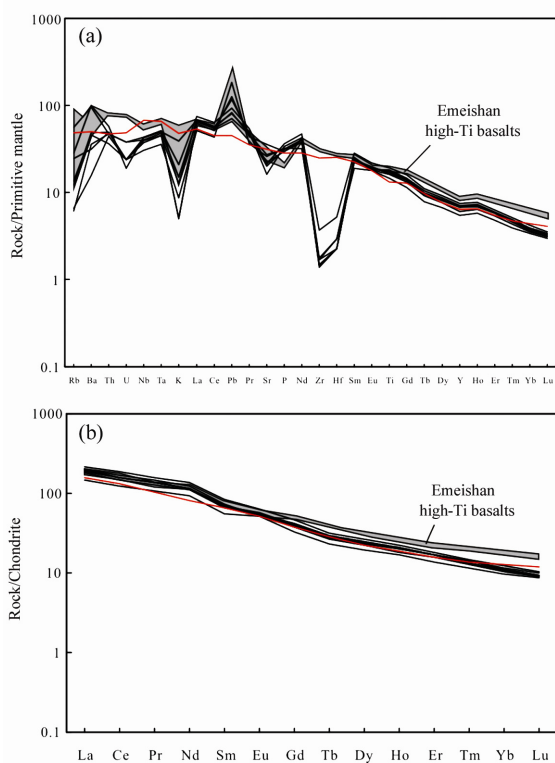 (a)
1000
100
10
1
0.1
Rock/Primitive mantle
Emeishan
high-Ti basalts
Rb Ba Th U Nb Ta K La Ce Pb Pr Sr P Nd Zr Hf Sm Eu Ti Gd Tb Dy Y Ho Er Tm Yb Lu
(b)
1000
100
10
1
0.1
Rock/Chondrite
Emeishan
high-Ti basalts
La Ce Pr Nd Sm Eu Gd Tb Dy Ho Er Tm Yb Lu